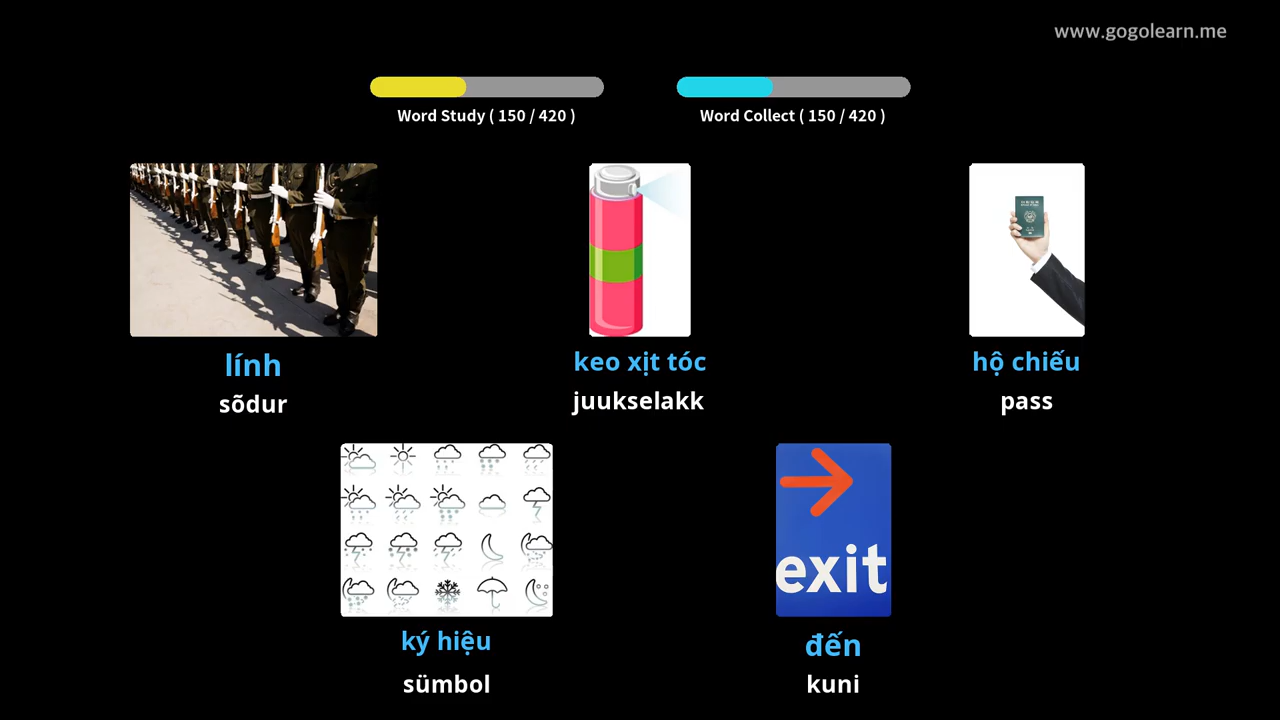 www.gogolearn.me
Word Study ( 150 / 420 )
Word Collect ( 150 / 420 )
lính
sõdur
keo xịt tóc
juukselakk
hộ chiếu
pass
ký hiệu
sümbol
exit
đến
kuni